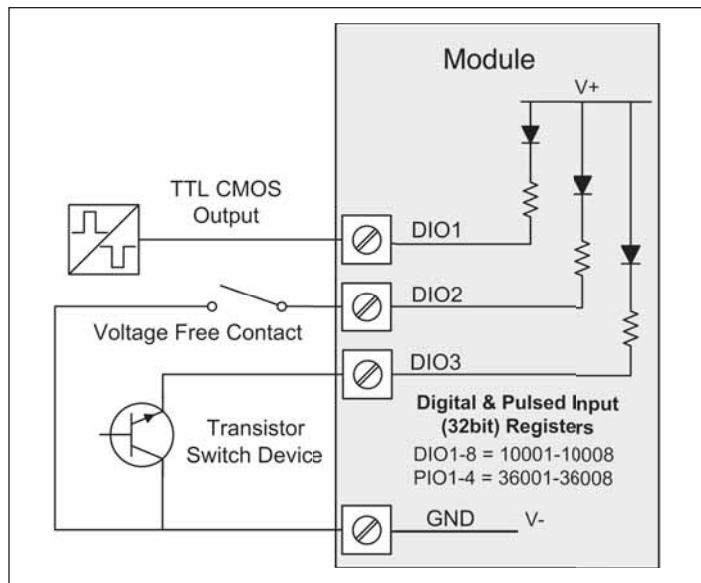 Module
V+
TTL CMOS
Output
DIO1
DIO2
Voltage Free Contact
DIO3
Transistor
Switch Device
Digital & Pulsed Input
(32bit) Registers
DIO1-8 = 10001-10008
PIO1-4 = 36001-36008
GND
V-